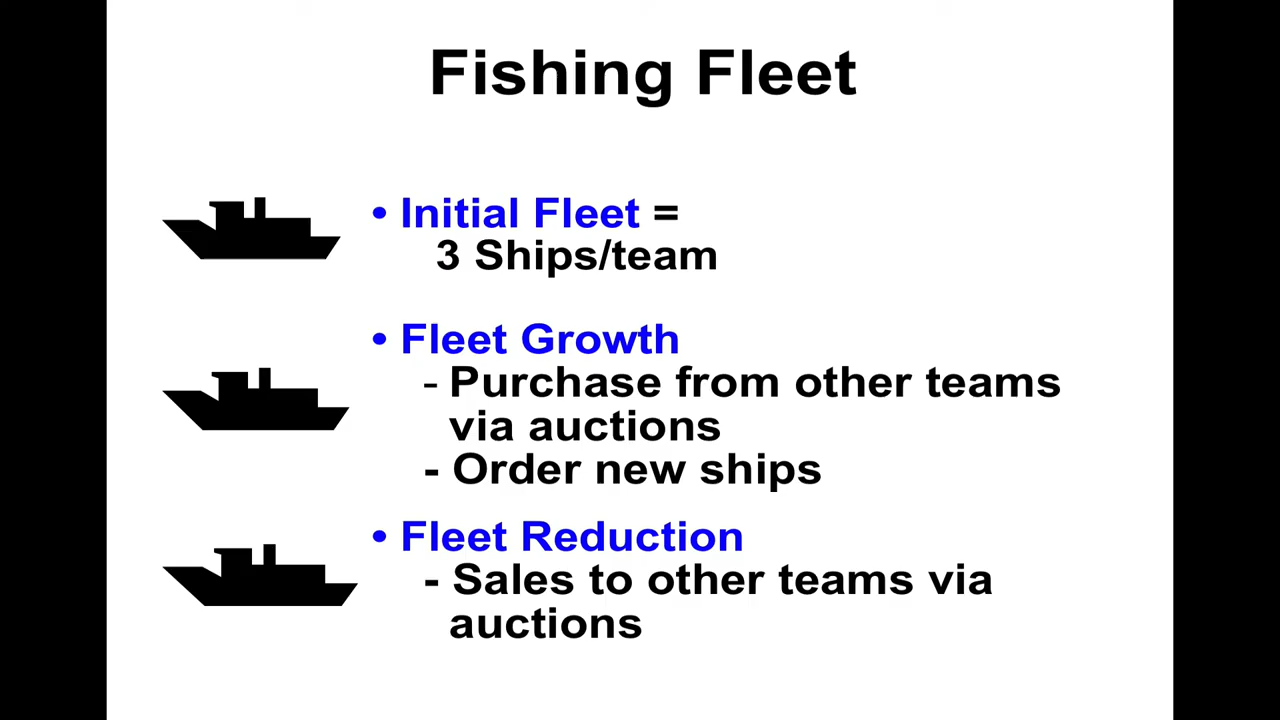 Fishing Fleet
• Initial Fleet =
3 Ships/team
• Fleet Growth
- Purchase from other teams
via auctions
- Order new ships
• Fleet Reduction
- Sales to other teams via
auctions